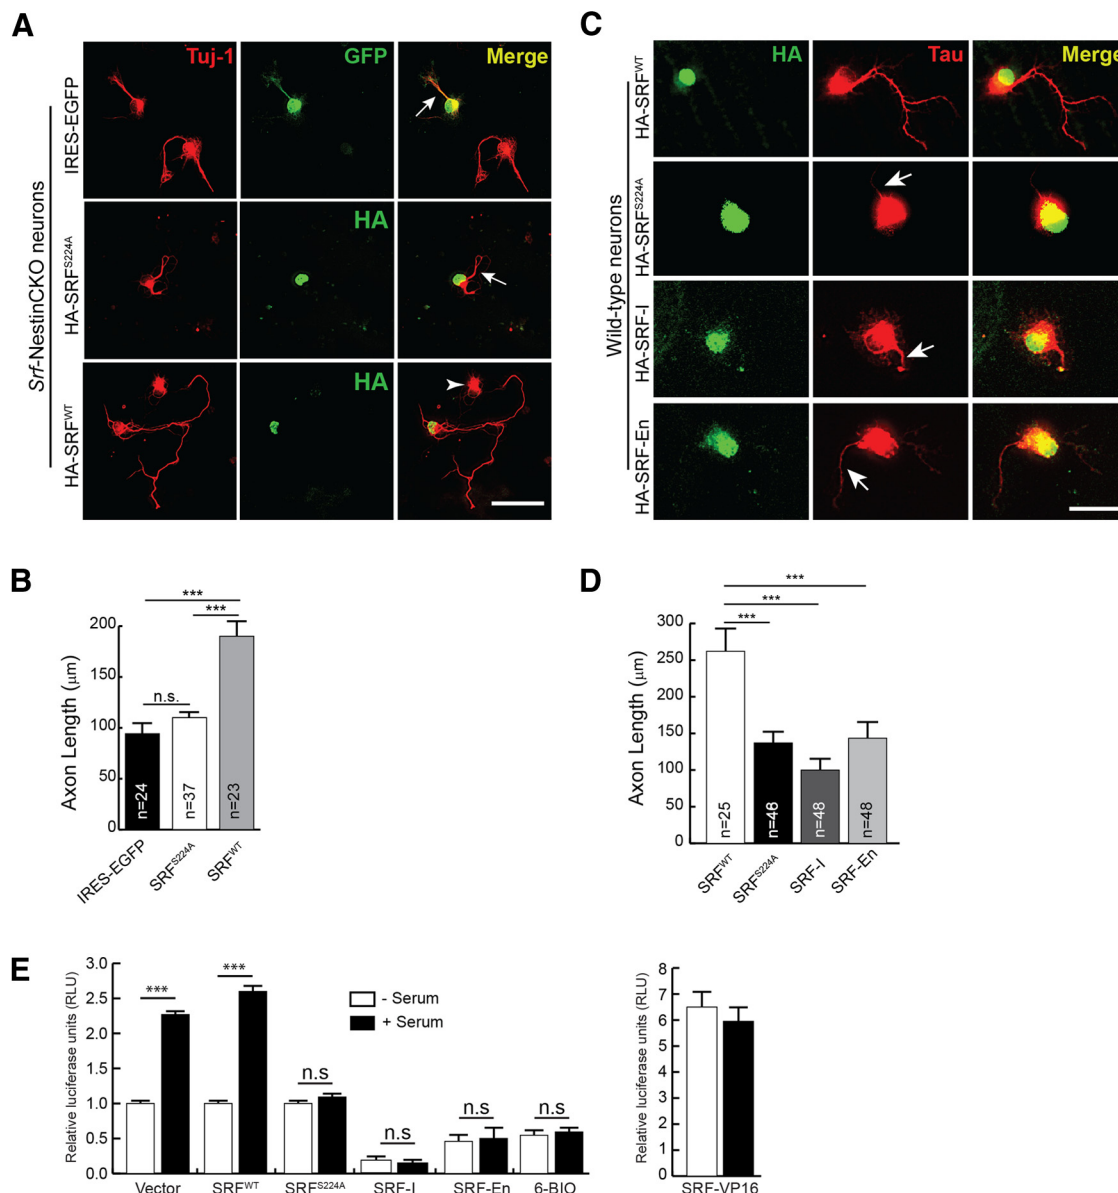 A
Tuj-1 GFP Merge
IRES-EGFP
HA
HA-SRFS224A
HA
HA-SRFWT
Srf-NestinCKO neurons
C
HA Tau Merge
HA-SRFWT
HA-SRFS224A
HA-SRF-I
HA-SRF-En
Wild-type neurons
B
***
***
n.s.
Axon Length (μm)
200
150
100
50
0
n=24 n=37 n=23
IRES-EGFP SRFS224A SRFWT
D
***
***
***
Axon Length (μm)
300
250
200
150
100
50
0
n=25 n=46 n=48 n=48
SRFWT SRFS224A SRF-I SRF-En
E
Relative luciferase units (RLU)
3.0
2.5
2.0
1.5
1.0
0.5
0.0
*** *** n.s n.s n.s n.s
- Serum
+ Serum
Vector SRFWT SRFS224A SRF-I SRF-En 6-BIO
Relative luciferase units (RLU)
8
7
6
5
4
3
2
1
0
SRF-VP16